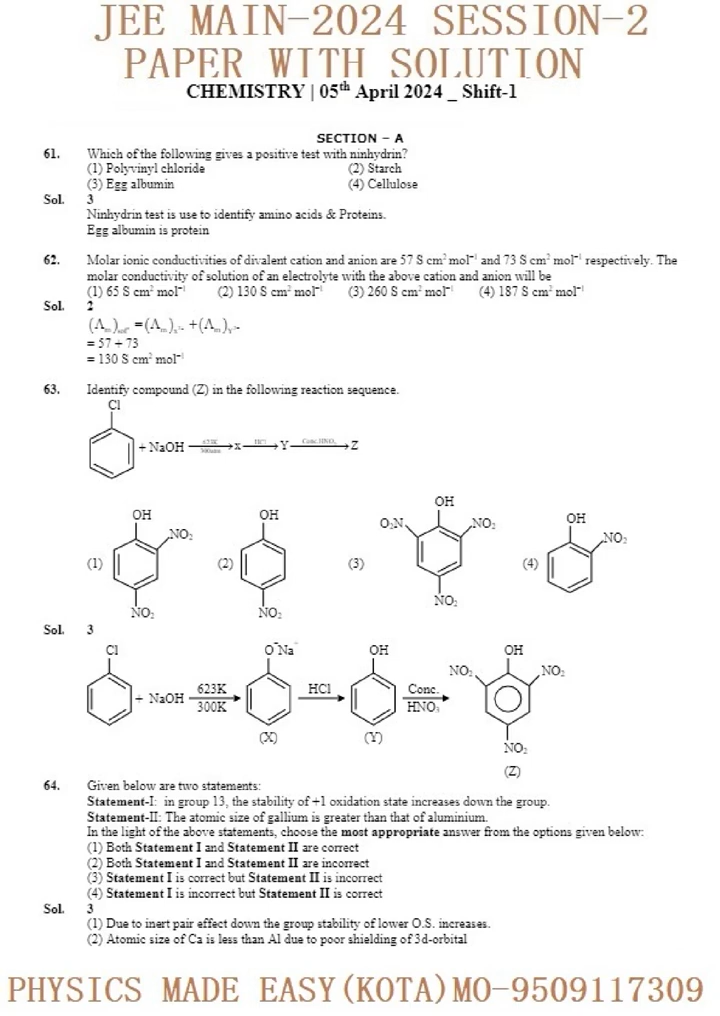 JEE MAIN-2024 SESSION-2
PAPER WITH SOLUTION
CHEMISTRY | 05th April 2024 _ Shift-1
SECTION – A
61. Which of the following gives a positive test with ninhydrin?
(1) Polyvinyl chloride (2) Starch
(3) Egg albumin (4) Cellulose
Sol. 3
Ninhydrin test is use to identify amino acids & Proteins.
Egg albumin is protein
62. Molar ionic conductivities of divalent cation and anion are 57 S cm² mol⁻¹ and 73 S cm² mol⁻¹ respectively. The
molar conductivity of solution of an electrolyte with the above cation and anion will be
(1) 65 S cm² mol⁻¹ (2) 130 S cm² mol⁻¹ (3) 260 S cm² mol⁻¹ (4) 187 S cm² mol⁻¹
Sol. 2
= 57 + 73
= 130 S cm² mol⁻¹
63. Identify compound (Z) in the following reaction sequence.
Cl
+ NaOH X HCl Y Conc.HNO₃ Z
OH OH OH OH
NO₂ O₂N NO₂ NO₂
(1) (2) (3) (4)
NO₂ NO₂ NO₂
Sol. 3
Cl O⁻Na⁺ OH OH
NO₂ NO₂
+ NaOH 623K HCl Conc.
300K HNO₃
(X) (Y) NO₂
(Z)
64. Given below are two statements:
Statement-I: in group 13, the stability of +1 oxidation state increases down the group.
Statement-II: The atomic size of gallium is greater than that of aluminium.
In the light of the above statements, choose the most appropriate answer from the options given below:
(1) Both Statement I and Statement II are correct
(2) Both Statement I and Statement II are incorrect
(3) Statement I is correct but Statement II is incorrect
(4) Statement I is incorrect but Statement II is correct
Sol. 3
(1) Due to inert pair effect down the group stability of lower O.S. increases.
(2) Atomic size of Ca is less than Al due to poor shielding of 3d-orbital
PHYSICS MADE EASY(KOTA)MO-9509117309